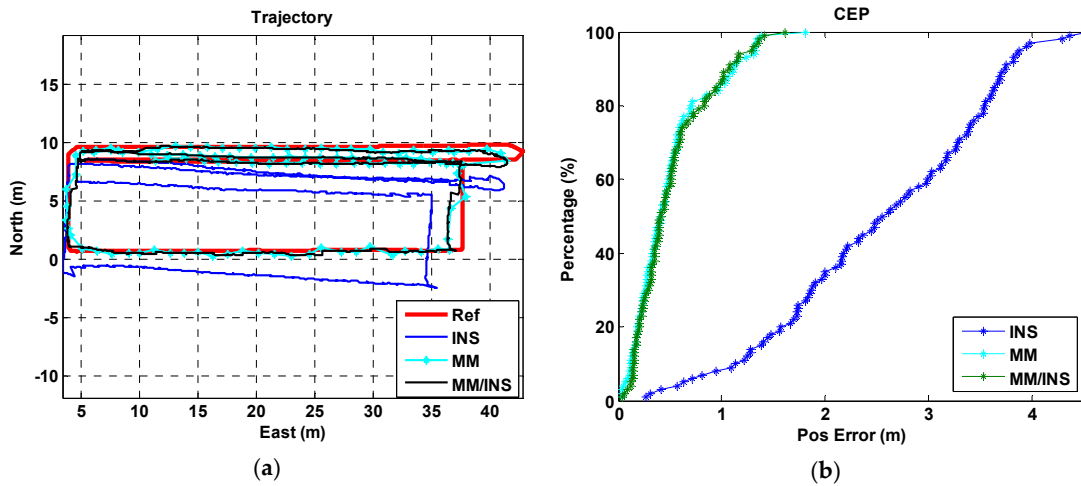 Trajectory
North (m)
15
10
5
0
-5
-10
5 10 15 20 25 30 35 40
East (m)
Ref
INS
MM
MM/INS
(a)
CEP
Percentage (%)
100
80
60
40
20
0
0 1 2 3 4
Pos Error (m)
INS
MM
MM/INS
(b)